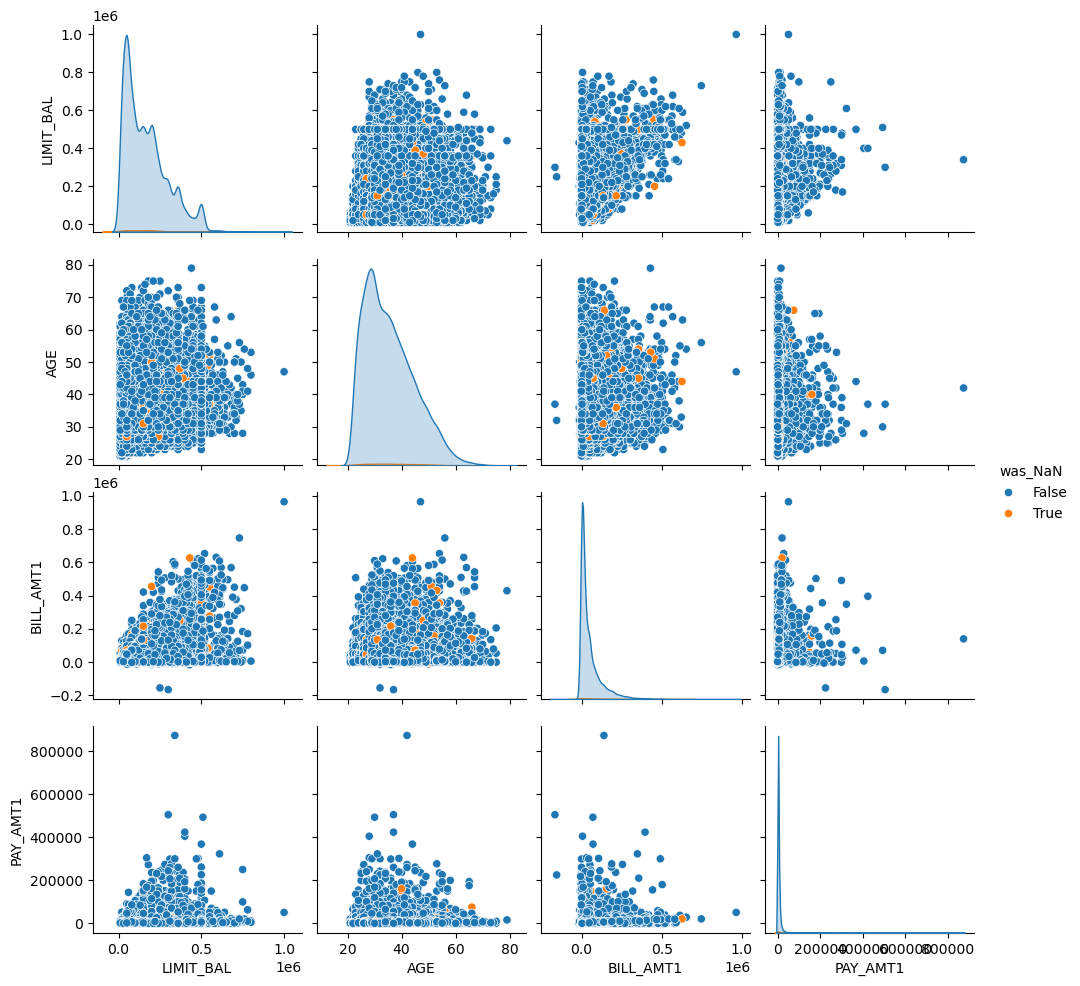 1e6
LIMIT_BAL
1.0
0.8
0.6
0.4
0.2
0.0
AGE
80
70
60
50
40
30
20
was_NaN
False
True
1e6
BILL_AMT1
1.0
0.8
0.6
0.4
0.2
0.0
−0.2
PAY_AMT1
800000
600000
400000
200000
0
0.0 0.5 1.0 20 40 60 80 0.0 0.5 1.0 0 200000 400000 600000 800000
LIMIT_BAL 1e6 AGE BILL_AMT1 1e6 PAY_AMT1